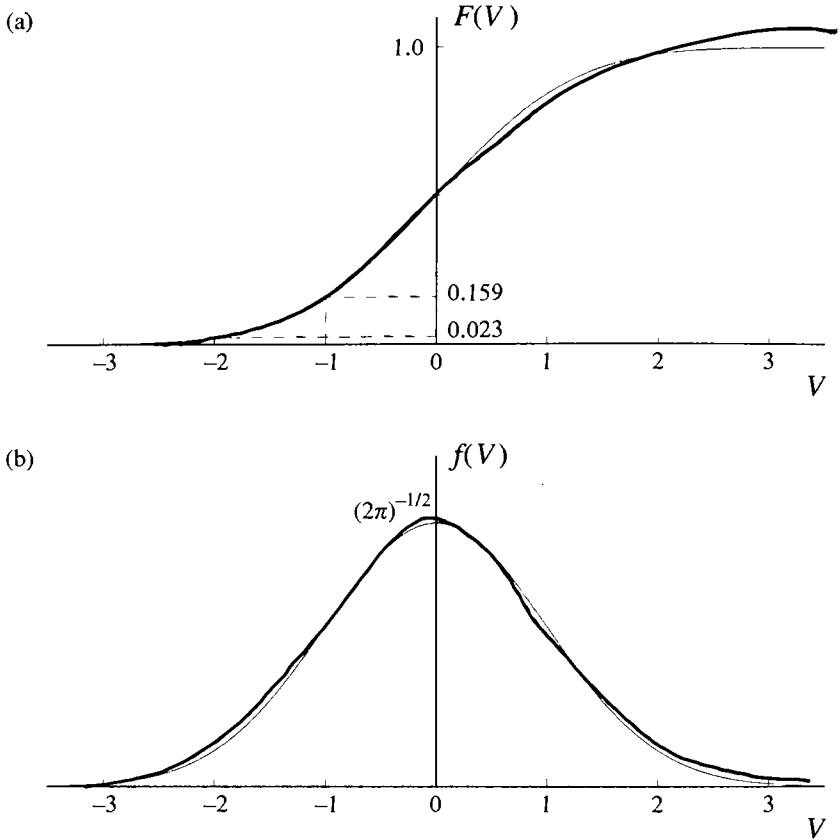 (a)
F(V)
1.0
0.159
0.023
–3 –2 –1 0 1 2 3
V
(b)
f(V)
(2π)^{–1/2}
–3 –2 –1 0 1 2 3
V